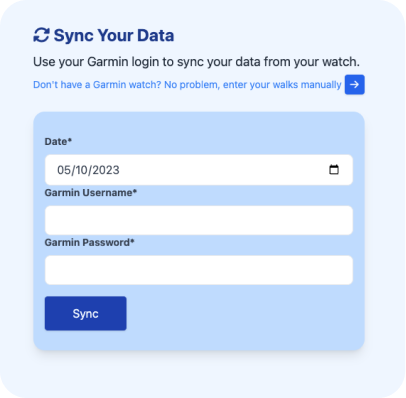 Sync Your Data
Use your Garmin login to sync your data from your watch.
Don't have a Garmin watch? No problem, enter your walks manually
Date*
05/10/2023
Garmin Username*
Garmin Password*
Sync